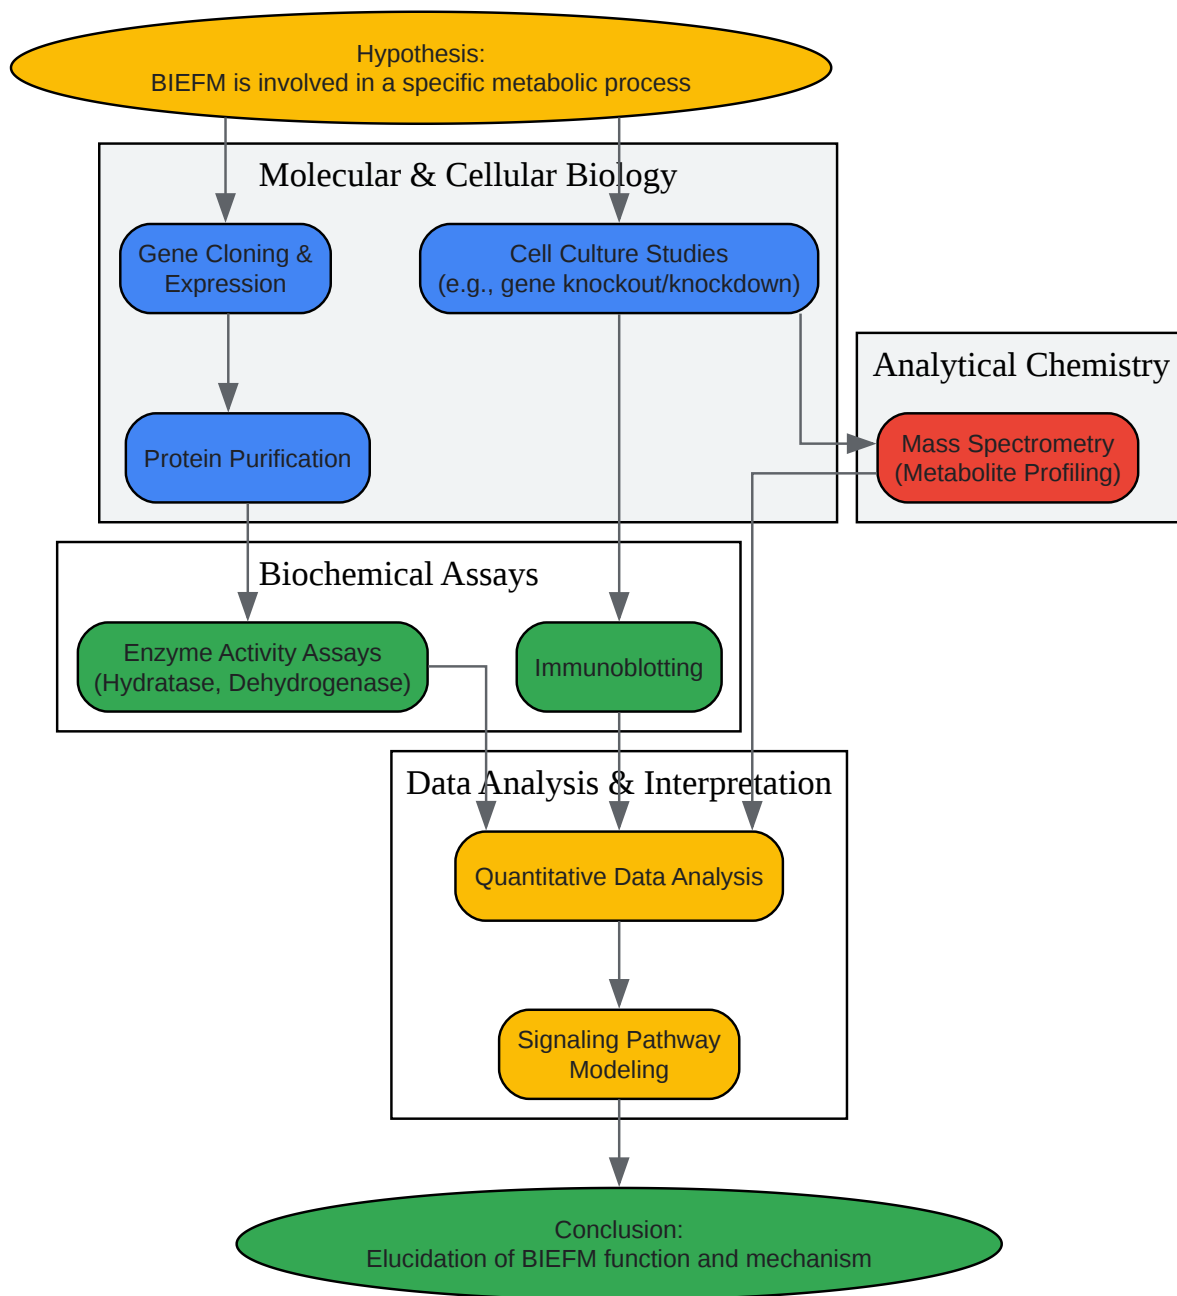 Hypothesis:
BIEFM is involved in a specific metabolic process
Molecular & Cellular Biology
Gene Cloning &
Expression
Cell Culture Studies
(e.g., gene knockout/knockdown)
Analytical Chemistry
Protein Purification
Mass Spectrometry
(Metabolite Profiling)
Biochemical Assays
Enzyme Activity Assays
(Hydratase, Dehydrogenase)
Immunoblotting
Data Analysis & Interpretation
Quantitative Data Analysis
Signaling Pathway
Modeling
Conclusion:
Elucidation of BIEFM function and mechanism